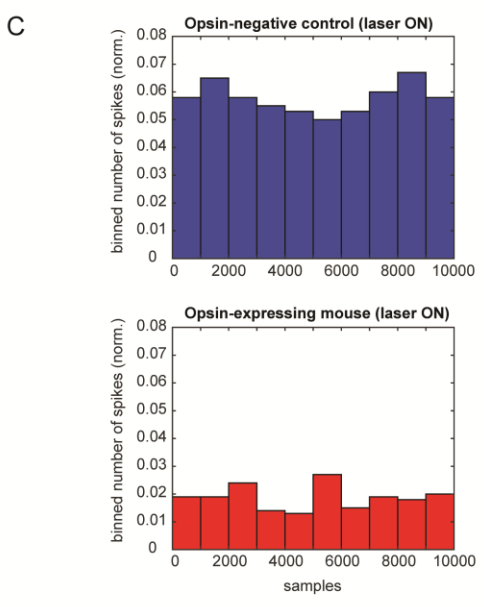 C
Opsin-negative control (laser ON)
binned number of spikes (norm.)
0.08
0.07
0.06
0.05
0.04
0.03
0.02
0.01
0
0 2000 4000 6000 8000 10000
Opsin-expressing mouse (laser ON)
binned number of spikes (norm.)
0.08
0.07
0.06
0.05
0.04
0.03
0.02
0.01
0
0 2000 4000 6000 8000 10000
samples